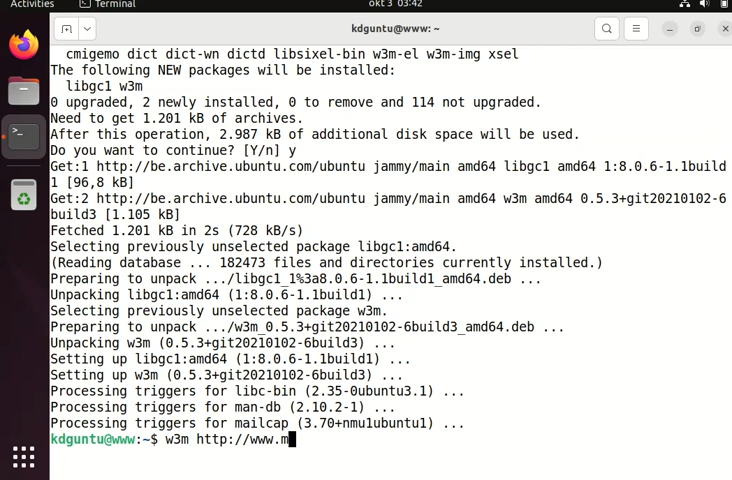 Activities
Terminal
okt 3 03:42
kdguntu@www: ~
cmigemo dict dict-wn dictd libsixel-bin w3m-el w3m-img xsel
The following NEW packages will be installed:
libgc1 w3m
0 upgraded, 2 newly installed, 0 to remove and 114 not upgraded.
Need to get 1.201 kB of archives.
After this operation, 2.987 kB of additional disk space will be used.
Do you want to continue? [Y/n] y
Get:1 http://be.archive.ubuntu.com/ubuntu jammy/main amd64 libgc1 amd64 1:8.0.6-1.1build
1 [96,8 kB]
Get:2 http://be.archive.ubuntu.com/ubuntu jammy/main amd64 w3m amd64 0.5.3+git20210102-6
build3 [1.105 kB]
Fetched 1.201 kB in 2s (728 kB/s)
Selecting previously unselected package libgc1:amd64.
(Reading database ... 182473 files and directories currently installed.)
Preparing to unpack .../libgc1_1%3a8.0.6-1.1build1_amd64.deb ...
Unpacking libgc1:amd64 (1:8.0.6-1.1build1) ...
Selecting previously unselected package w3m.
Preparing to unpack .../w3m_0.5.3+git20210102-6build3_amd64.deb ...
Unpacking w3m (0.5.3+git20210102-6build3) ...
Setting up libgc1:amd64 (1:8.0.6-1.1build1) ...
Setting up w3m (0.5.3+git20210102-6build3) ...
Processing triggers for libc-bin (2.35-0ubuntu3.1) ...
Processing triggers for man-db (2.10.2-1) ...
Processing triggers for mailcap (3.70+nmu1ubuntu1) ...
kdguntu@www:~$ w3m http://www.m